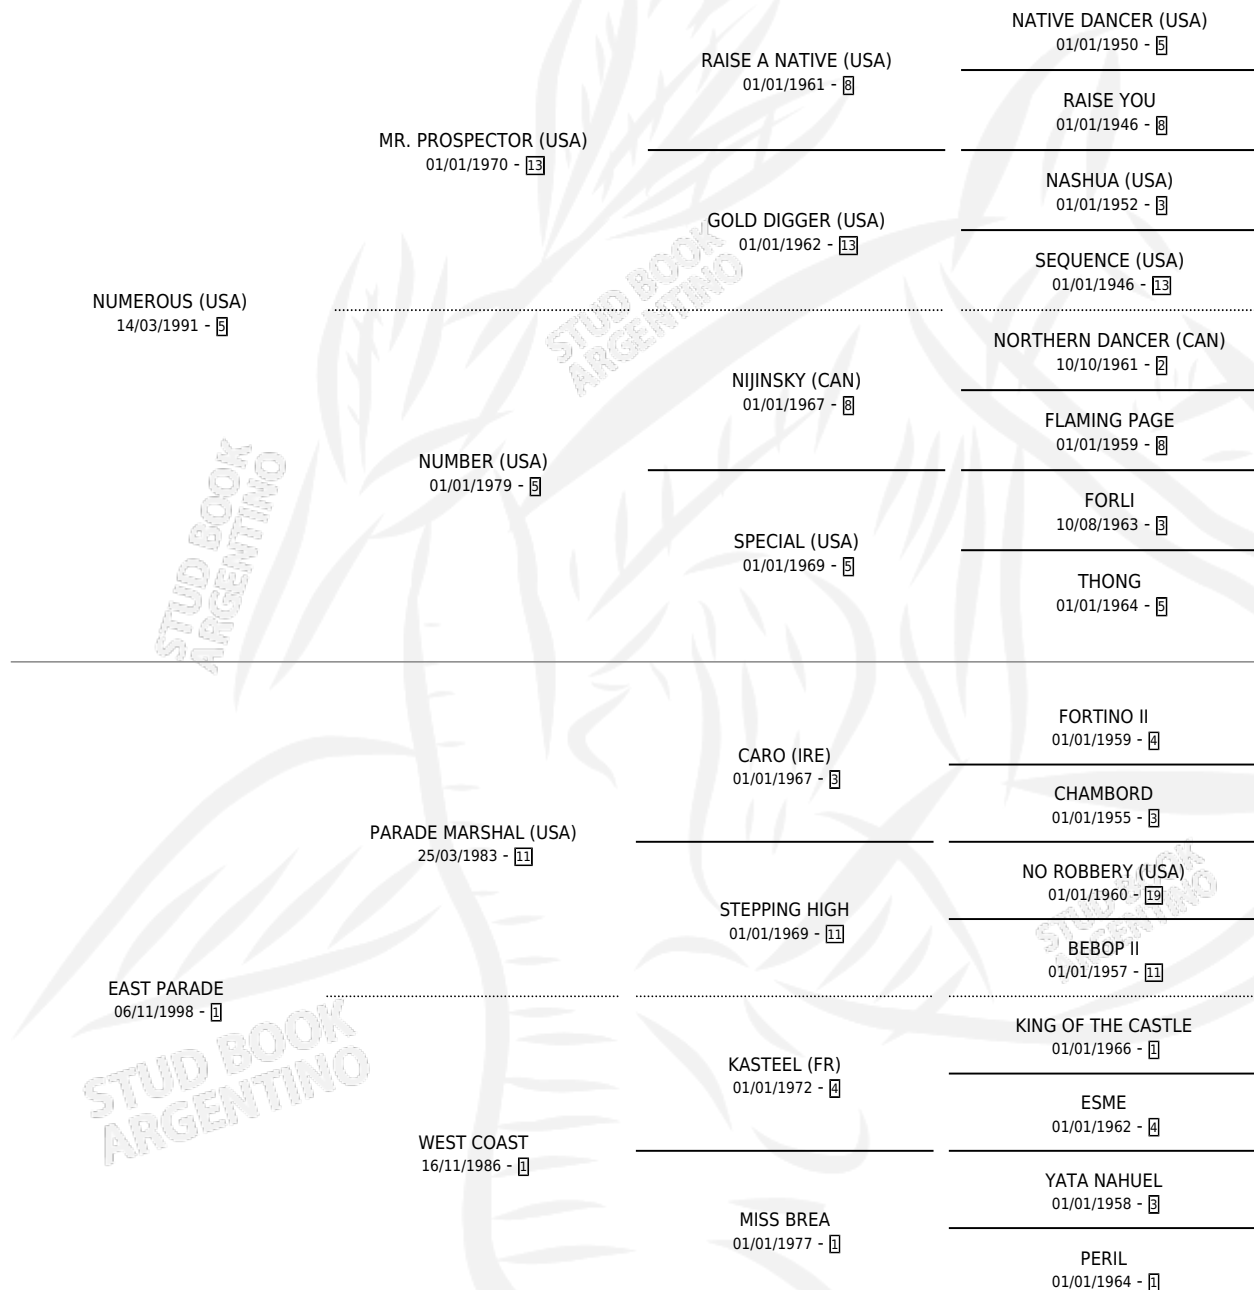 NATIVE DANCER (USA)
01/01/1950 - 5
RAISE A NATIVE (USA)
01/01/1961 - 8
RAISE YOU
01/01/1946 - 8
MR. PROSPECTOR (USA)
01/01/1970 - 13
NASHUA (USA)
01/01/1952 - 3
GOLD DIGGER (USA)
01/01/1962 - 13
SEQUENCE (USA)
01/01/1946 - 13
NUMEROUS (USA)
14/03/1991 - 5
NORTHERN DANCER (CAN)
10/10/1961 - 2
NIJINSKY (CAN)
01/01/1967 - 8
FLAMING PAGE
01/01/1959 - 8
NUMBER (USA)
01/01/1979 - 5
FORLI
10/08/1963 - 3
SPECIAL (USA)
01/01/1969 - 5
THONG
01/01/1964 - 5
FORTINO II
01/01/1959 - 4
CARO (IRE)
01/01/1967 - 3
CHAMBORD
01/01/1955 - 3
PARADE MARSHAL (USA)
25/03/1983 - 11
NO ROBBERY (USA)
01/01/1960 - 19
STEPPING HIGH
01/01/1969 - 11
BEBOP II
01/01/1957 - 11
EAST PARADE
06/11/1998 - 1
KING OF THE CASTLE
01/01/1966 - 1
KASTEEL (FR)
01/01/1972 - 4
ESME
01/01/1962 - 4
WEST COAST
16/11/1986 - 1
YATA NAHUEL
01/01/1958 - 3
MISS BREA
01/01/1977 - 1
PERIL
01/01/1964 - 1
STUD BOOK
ARGENTINO
STUD BOOK
ARGENTINO
STUD BOOK
ARGENTINO
STUD BOOK
ARGENTINO